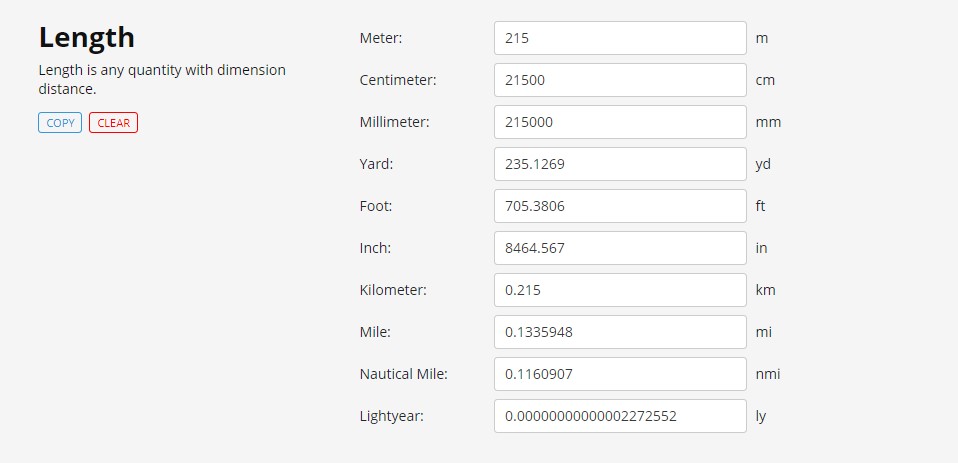 Length
Length is any quantity with dimension
distance.
COPY CLEAR
Meter: 215 m
Centimeter: 21500 cm
Millimeter: 215000 mm
Yard: 235.1269 yd
Foot: 705.3806 ft
Inch: 8464.567 in
Kilometer: 0.215 km
Mile: 0.1335948 mi
Nautical Mile: 0.1160907 nmi
Lightyear: 0.00000000000002272552 ly